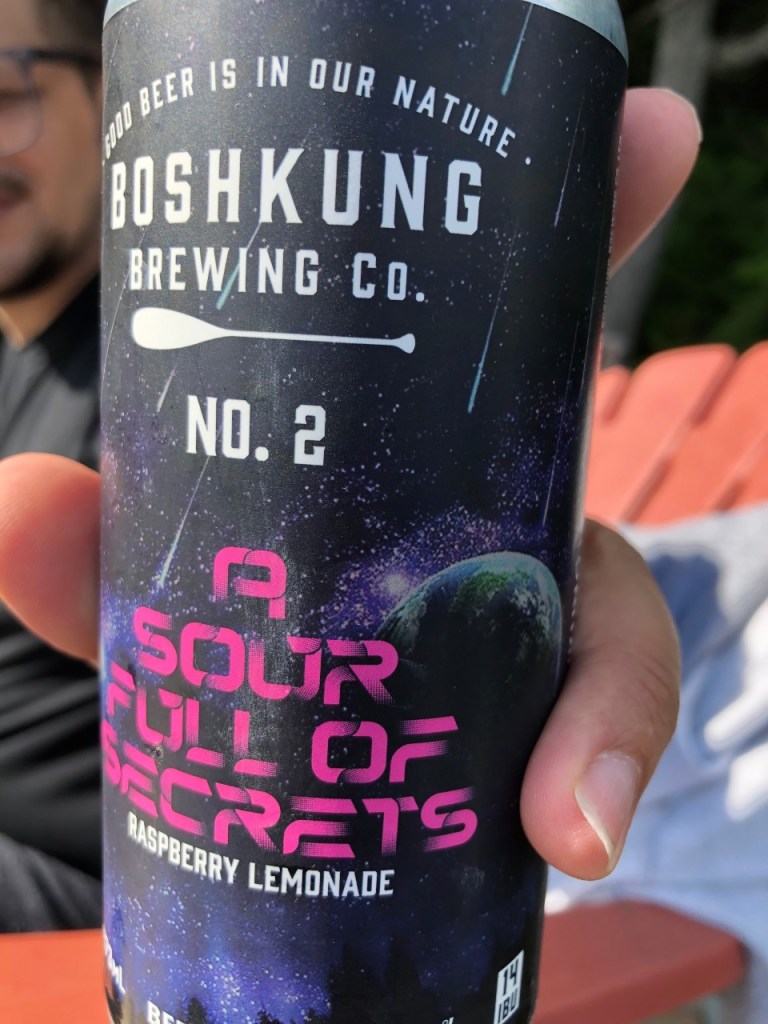 GOOD BEER IS IN OUR NATURE.
BOSHKUNG
BREWING Co.
NO. 2
A
SOUR
FULL OF
SECRETS
RASPBERRY LEMONADE
14
IBU